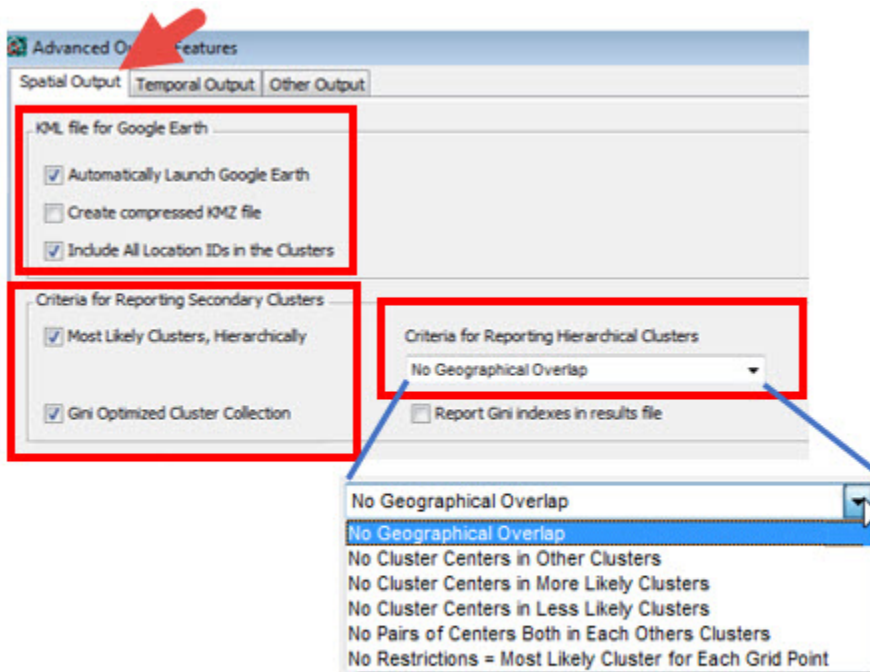 Advanced O Features
Spatial Output Temporal Output Other Output
KML file for Google Earth
Automatically Launch Google Earth
Create compressed KMZ file
Include All Location IDs in the Clusters
Criteria for Reporting Secondary Clusters
Most Likely Clusters, Hierarchically
Criteria for Reporting Hierarchical Clusters
No Geographical Overlap
Gini Optimized Cluster Collection
Report Gini indexes in results file
No Geographical Overlap
No Geographical Overlap
No Cluster Centers in Other Clusters
No Cluster Centers in More Likely Clusters
No Cluster Centers in Less Likely Clusters
No Pairs of Centers Both in Each Others Clusters
No Restrictions = Most Likely Cluster for Each Grid Point